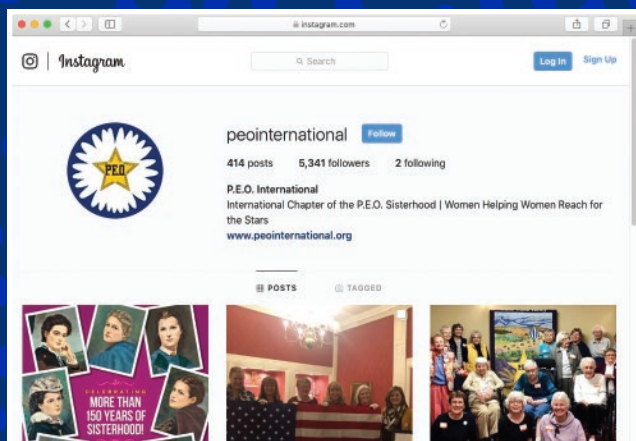 instagram.com
Instagram
Search
Log In
Sign Up
P.E.O.
peointernational
Follow
414 posts
5,341 followers
2 following
P.E.O. International
International Chapter of the P.E.O. Sisterhood | Women Helping Women Reach for
the Stars
www.peointernational.org
POSTS
TAGGED
CELEBRATING
MORE THAN
150 YEARS OF
SISTERHOOD!